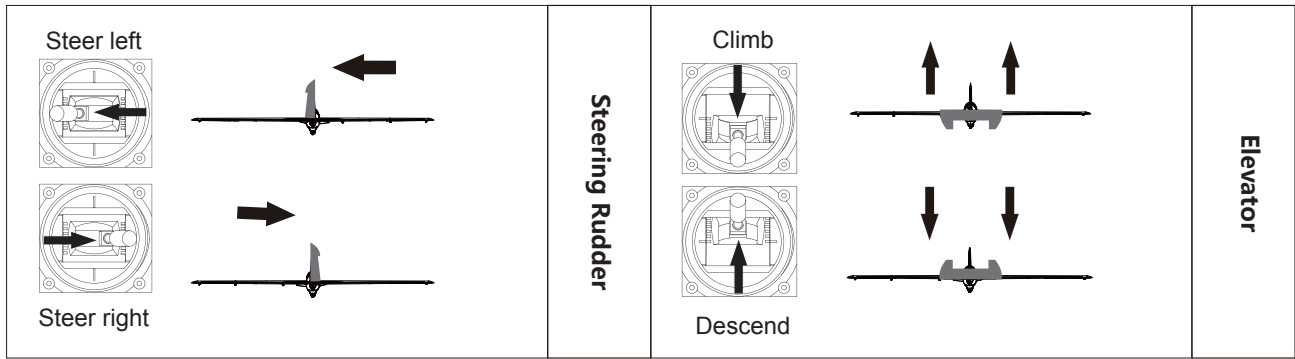 Steer left
Steer right
Steering Rudder
Climb
Descend
Elevator